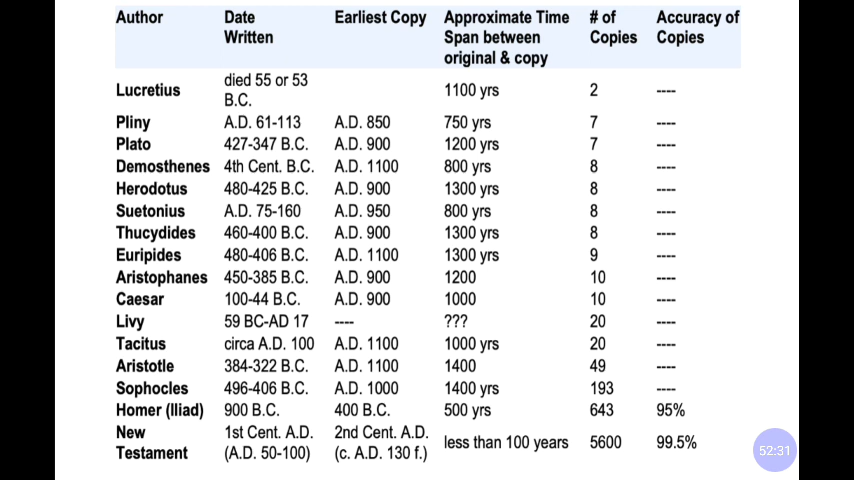 Author Date Written Earliest Copy Approximate Time Span between original & copy # of Copies Accuracy of Copies
Lucretius died 55 or 53 B.C. 1100 yrs 2 ----
Pliny A.D. 61-113 A.D. 850 750 yrs 7 ----
Plato 427-347 B.C. A.D. 900 1200 yrs 7 ----
Demosthenes 4th Cent. B.C. A.D. 1100 800 yrs 8 ----
Herodotus 480-425 B.C. A.D. 900 1300 yrs 8 ----
Suetonius A.D. 75-160 A.D. 950 800 yrs 8 ----
Thucydides 460-400 B.C. A.D. 900 1300 yrs 8 ----
Euripides 480-406 B.C. A.D. 1100 1300 yrs 9 ----
Aristophanes 450-385 B.C. A.D. 900 1200 10 ----
Caesar 100-44 B.C. A.D. 900 1000 10 ----
Livy 59 BC-AD 17 ---- ??? 20 ----
Tacitus circa A.D. 100 A.D. 1100 1000 yrs 20 ----
Aristotle 384-322 B.C. A.D. 1100 1400 49 ----
Sophocles 496-406 B.C. A.D. 1000 1400 yrs 193 ----
Homer (Iliad) 900 B.C. 400 B.C. 500 yrs 643 95%
New Testament 1st Cent. A.D. (A.D. 50-100) 2nd Cent. A.D. (c. A.D. 130 f.) less than 100 years 5600 99.5%
52:31